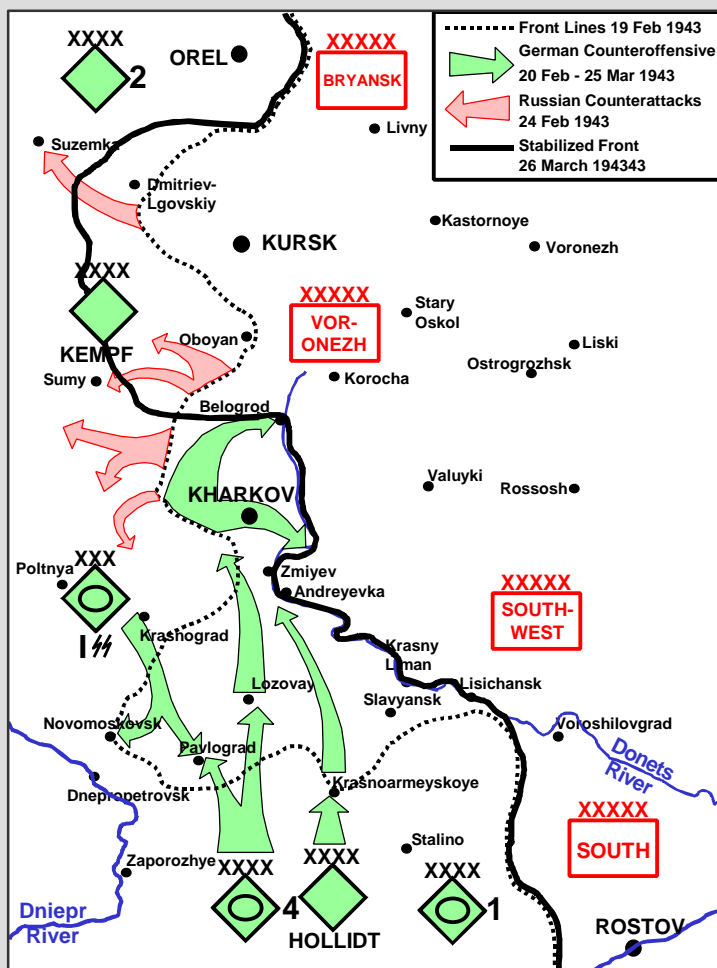 XXXX
2
OREL
XXXXX
BRYANSK
Front Lines 19 Feb 1943
German Counteroffensive
20 Feb - 25 Mar 1943
Russian Counterattacks
24 Feb 1943
Stabilized Front
26 March 194343
Livny
Suzemka
Dmitriev-
Lgovskiy
Kastornoye
KURSK
Voronezh
XXXX
KEMPF
XXXXX
VOR-
ONEZH
Stary
Oskol
Oboyan
Liski
Ostrogrozhsk
Sumy
Korocha
Belogrod
Valuyki
Rossosh
KHARKOV
XXX
Poltnya
I
Zmiyev
Andreyevka
XXXXX
SOUTH-
WEST
Krasnograd
Krasny
Liman
Lisichansk
Lozovay
Slavyansk
Novomoskovsk
Voroshilovgrad
Pavlograd
Donets
River
Dnepropetrovsk
Krasnoarmeyskoye
XXXXX
SOUTH
Stalino
Zaporozhye
XXXX
4
XXXX
HOLLIDT
XXXX
1
Dniepr
River
ROSTOV